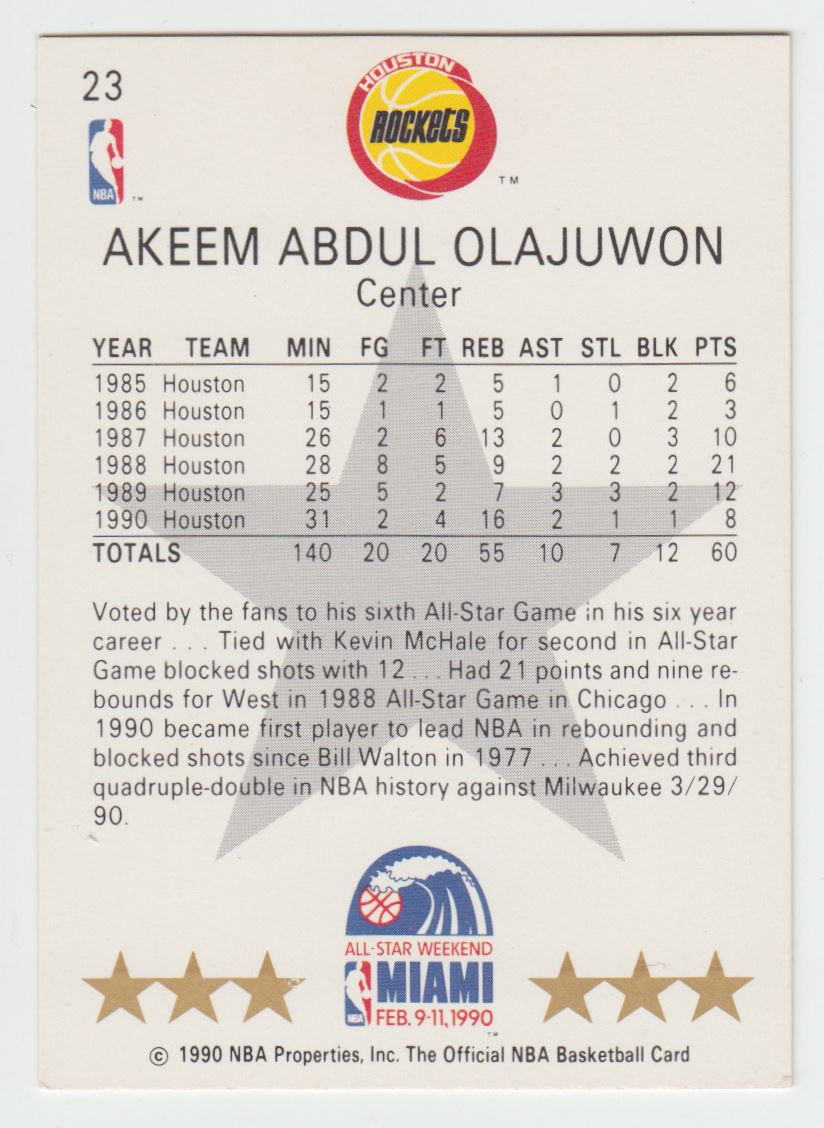 23
HOUSTON
ROCKETS
TM
NBA
TM
AKEEM ABDUL OLAJUWON
Center
YEAR TEAM MIN FG FT REB AST STL BLK PTS
1985 Houston 15 2 2 5 1 0 2 6
1986 Houston 15 1 1 5 0 1 2 3
1987 Houston 26 2 6 13 2 0 3 10
1988 Houston 28 8 5 9 2 2 2 21
1989 Houston 25 5 2 7 3 3 2 12
1990 Houston 31 2 4 16 2 1 1 8
TOTALS 140 20 20 55 10 7 12 60
Voted by the fans to his sixth All-Star Game in his six year
career . . . Tied with Kevin McHale for second in All-Star
Game blocked shots with 12 . . . Had 21 points and nine re-
bounds for West in 1988 All-Star Game in Chicago . . . In
1990 became first player to lead NBA in rebounding and
blocked shots since Bill Walton in 1977 . . . Achieved third
quadruple-double in NBA history against Milwaukee 3/29/
90.
ALL-STAR WEEKEND
MIAMI
NBA
FEB. 9-11, 1990
TM
© 1990 NBA Properties, Inc. The Official NBA Basketball Card